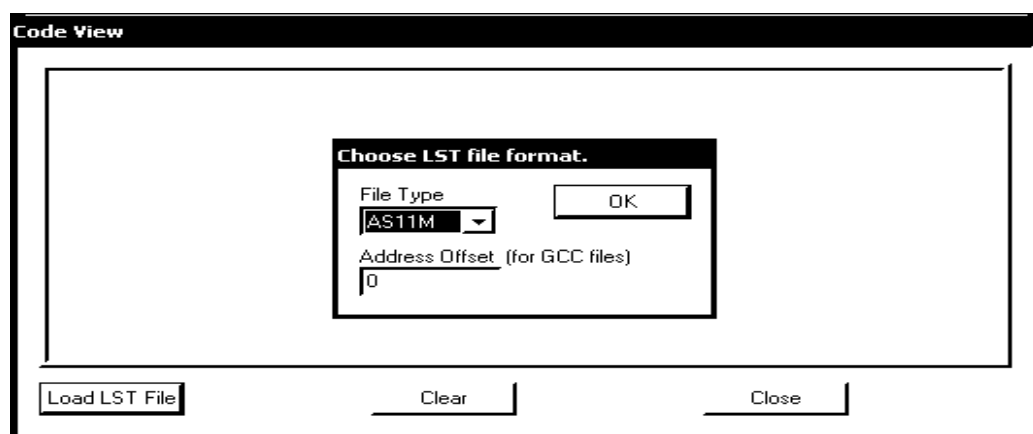 Code View
Choose LST file format.
File Type
OK
AS11M
Address Offset (for GCC files)
0
Load LST File
Clear
Close